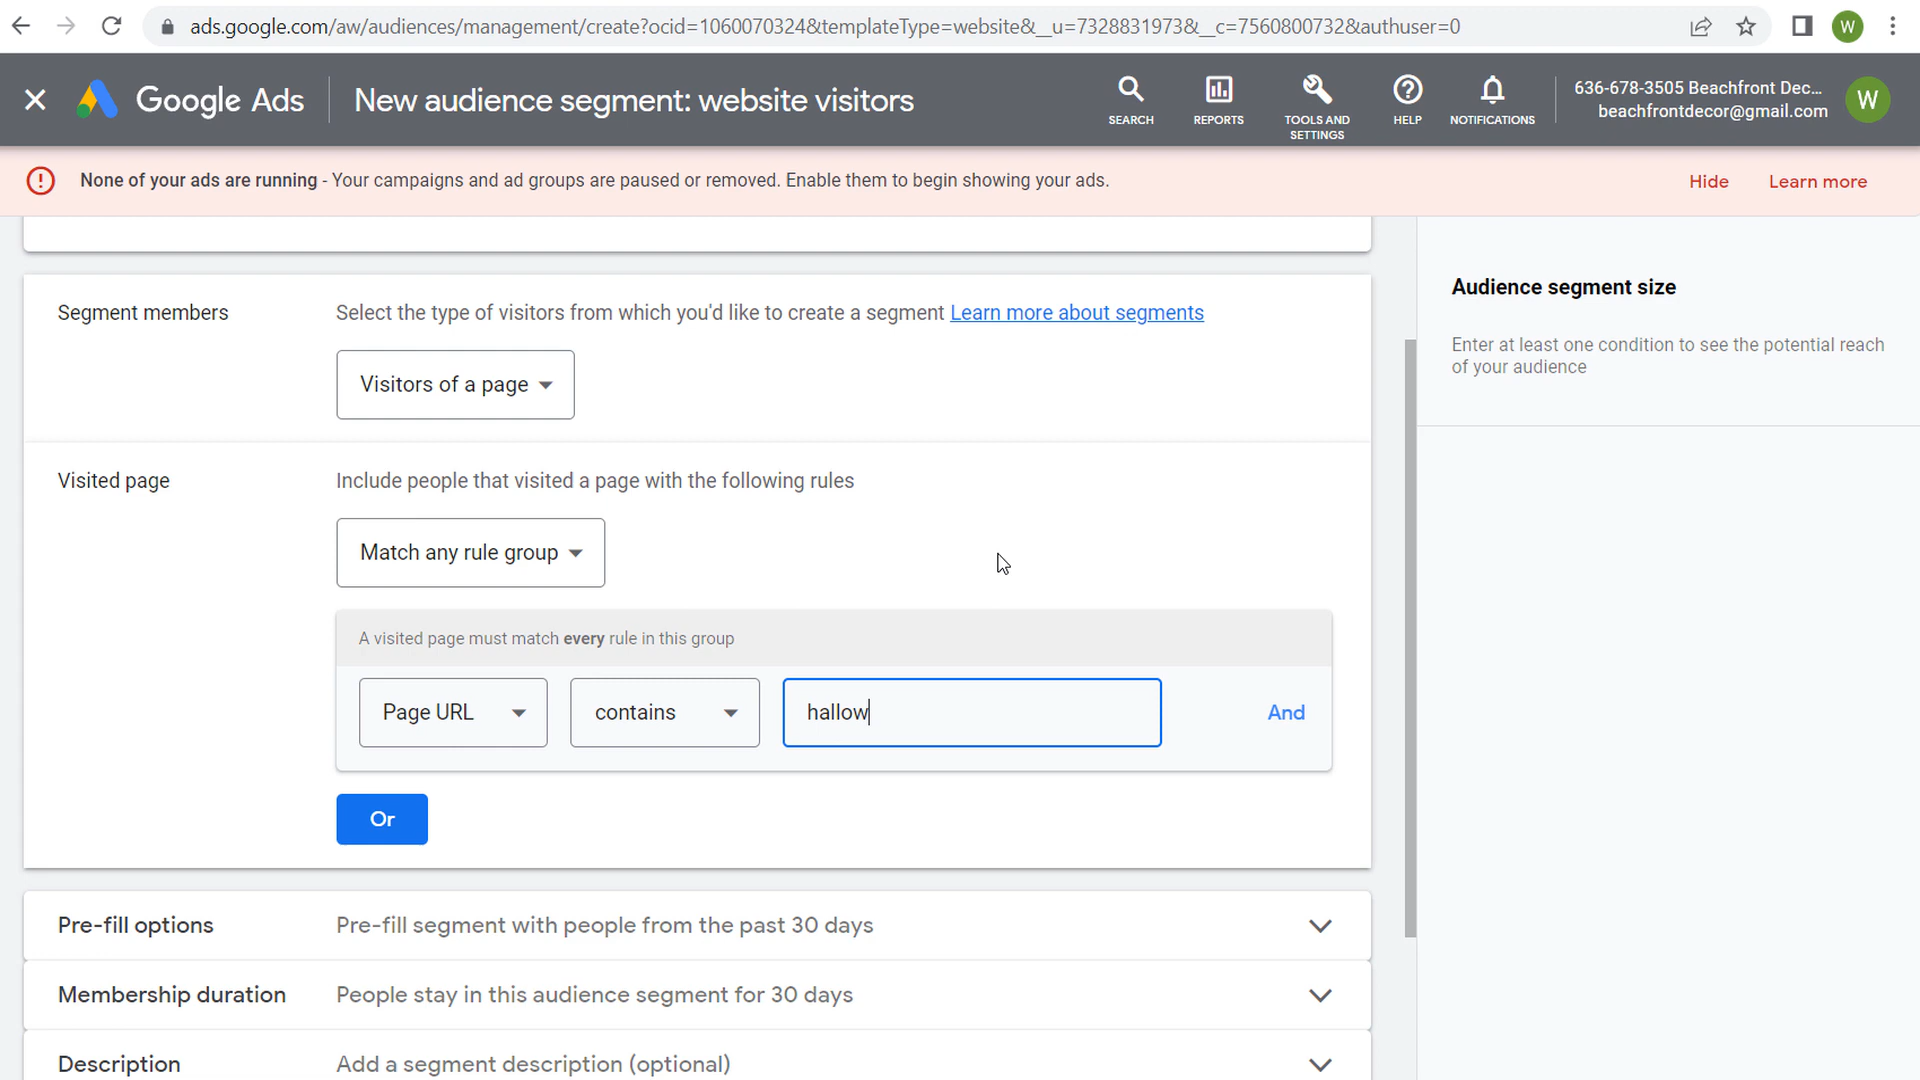 ads.google.com/aw/audiences/management/create?ocid=1060070324&templateType=website&__u=7328831973&__c=7560800732&authuser=0
W
Google Ads
New audience segment: website visitors
SEARCH
REPORTS
TOOLS AND
SETTINGS
HELP
NOTIFICATIONS
636-678-3505 Beachfront Dec...
beachfrontdecor@gmail.com
W
None of your ads are running - Your campaigns and ad groups are paused or removed. Enable them to begin showing your ads.
Hide
Learn more
Segment members
Select the type of visitors from which you'd like to create a segment Learn more about segments
Visitors of a page
Audience segment size
Enter at least one condition to see the potential reach
of your audience
Visited page
Include people that visited a page with the following rules
Match any rule group
A visited page must match every rule in this group
Page URL
contains
hallow
And
Or
Pre-fill options
Pre-fill segment with people from the past 30 days
Membership duration
People stay in this audience segment for 30 days
Description
Add a segment description (optional)